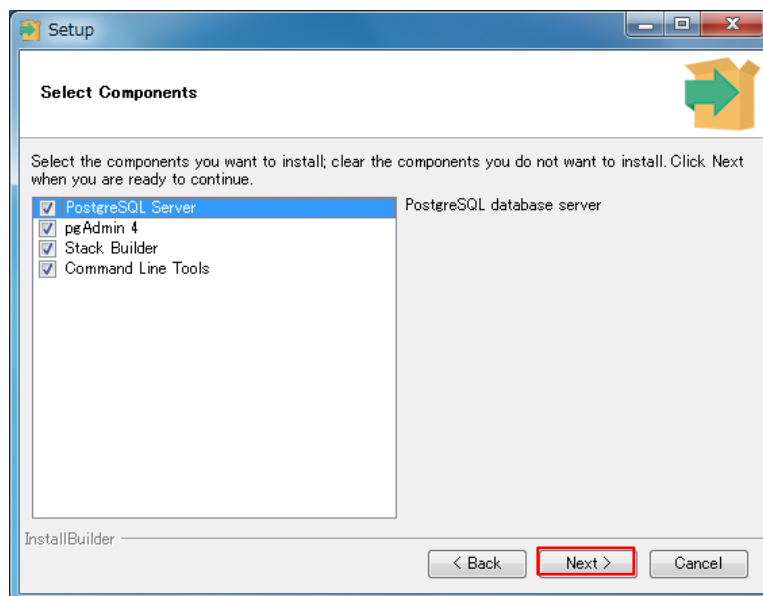 Setup
Select Components
Select the components you want to install; clear the components you do not want to install. Click Next
when you are ready to continue.
PostgreSQL Server
PostgreSQL database server
pgAdmin 4
Stack Builder
Command Line Tools
InstallBuilder
< Back
Next >
Cancel